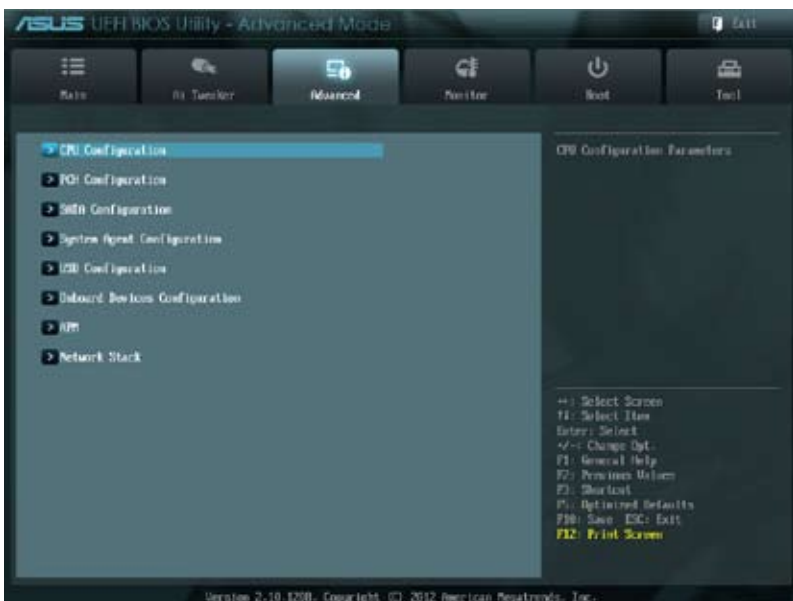 ASUS UEFI BIOS Utility - Advanced Mode
Exit
Main
Ai Tweaker
Advanced
Monitor
Boot
Tool
CPU Configuration
PCH Configuration
SATA Configuration
System Agent Configuration
USB Configuration
Onboard Devices Configuration
APM
Network Stack
CPU Configuration Parameters
→←: Select Screen
↑↓: Select Item
Enter: Select
+/-: Change Opt.
F1: General Help
F2: Previous Values
F3: Shortcut
F5: Optimized Defaults
F10: Save ESC: Exit
F12: Print Screen
Version 2.10.1208. Copyright (C) 2012 American Megatrends, Inc.